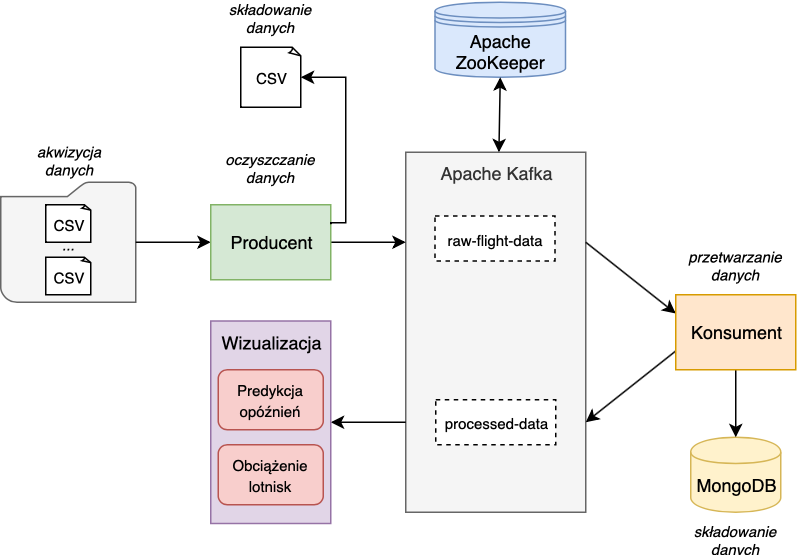 składowanie
danych
CSV
Apache
ZooKeeper
akwizycja
danych
CSV
...
CSV
oczyszczanie
danych
Producent
Apache Kafka
raw-flight-data
processed-data
przetwarzanie
danych
Konsument
MongoDB
składowanie
danych
Wizualizacja
Predykcja
opóźnień
Obciążenie
lotnisk